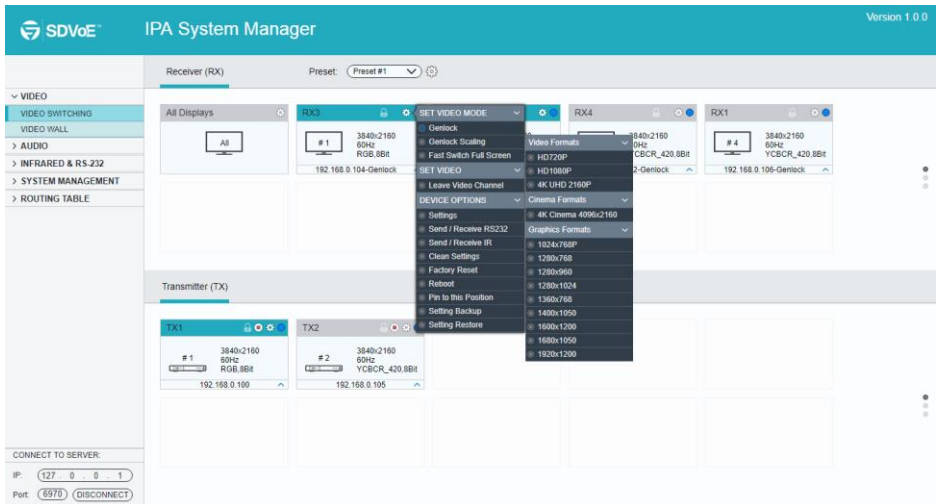 SDVoE™
IPA System Manager
Version 1.0.0
Receiver (RX)
Preset: Preset #1
VIDEO
VIDEO SWITCHING
VIDEO WALL
AUDIO
INFRARED & RS-232
SYSTEM MANAGEMENT
ROUTING TABLE
All Displays
All
RX3
# 1
3840x2160
60Hz
RGB,8Bit
192.168.0.104-Genlock
SET VIDEO MODE
Genlock
Genlock Scaling
Fast Switch Full Screen
SET VIDEO
Leave Video Channel
DEVICE OPTIONS
Settings
Send / Receive RS232
Send / Receive IR
Clean Settings
Factory Reset
Reboot
Pin to this Position
Setting Backup
Setting Restore
Video Formats
HD720P
HD1080P
4K UHD 2160P
Cinema Formats
4K Cinema 4096x2160
Graphics Formats
1024x768P
1280x768
1280x960
1280x1024
1360x768
1400x1050
1600x1200
1680x1050
1920x1200
RX4
3840x2160
0Hz
YCBCR_420,8Bit
2-Genlock
RX1
# 4
3840x2160
60Hz
YCBCR_420,8Bit
192.168.0.106-Genlock
Transmitter (TX)
TX1
# 1
3840x2160
60Hz
RGB,8Bit
192.168.0.100
TX2
# 2
3840x2160
60Hz
YCBCR_420,8Bit
192.168.0.105
CONNECT TO SERVER:
IP: 127 . 0 . 0 . 1
Port: 6970 DISCONNECT